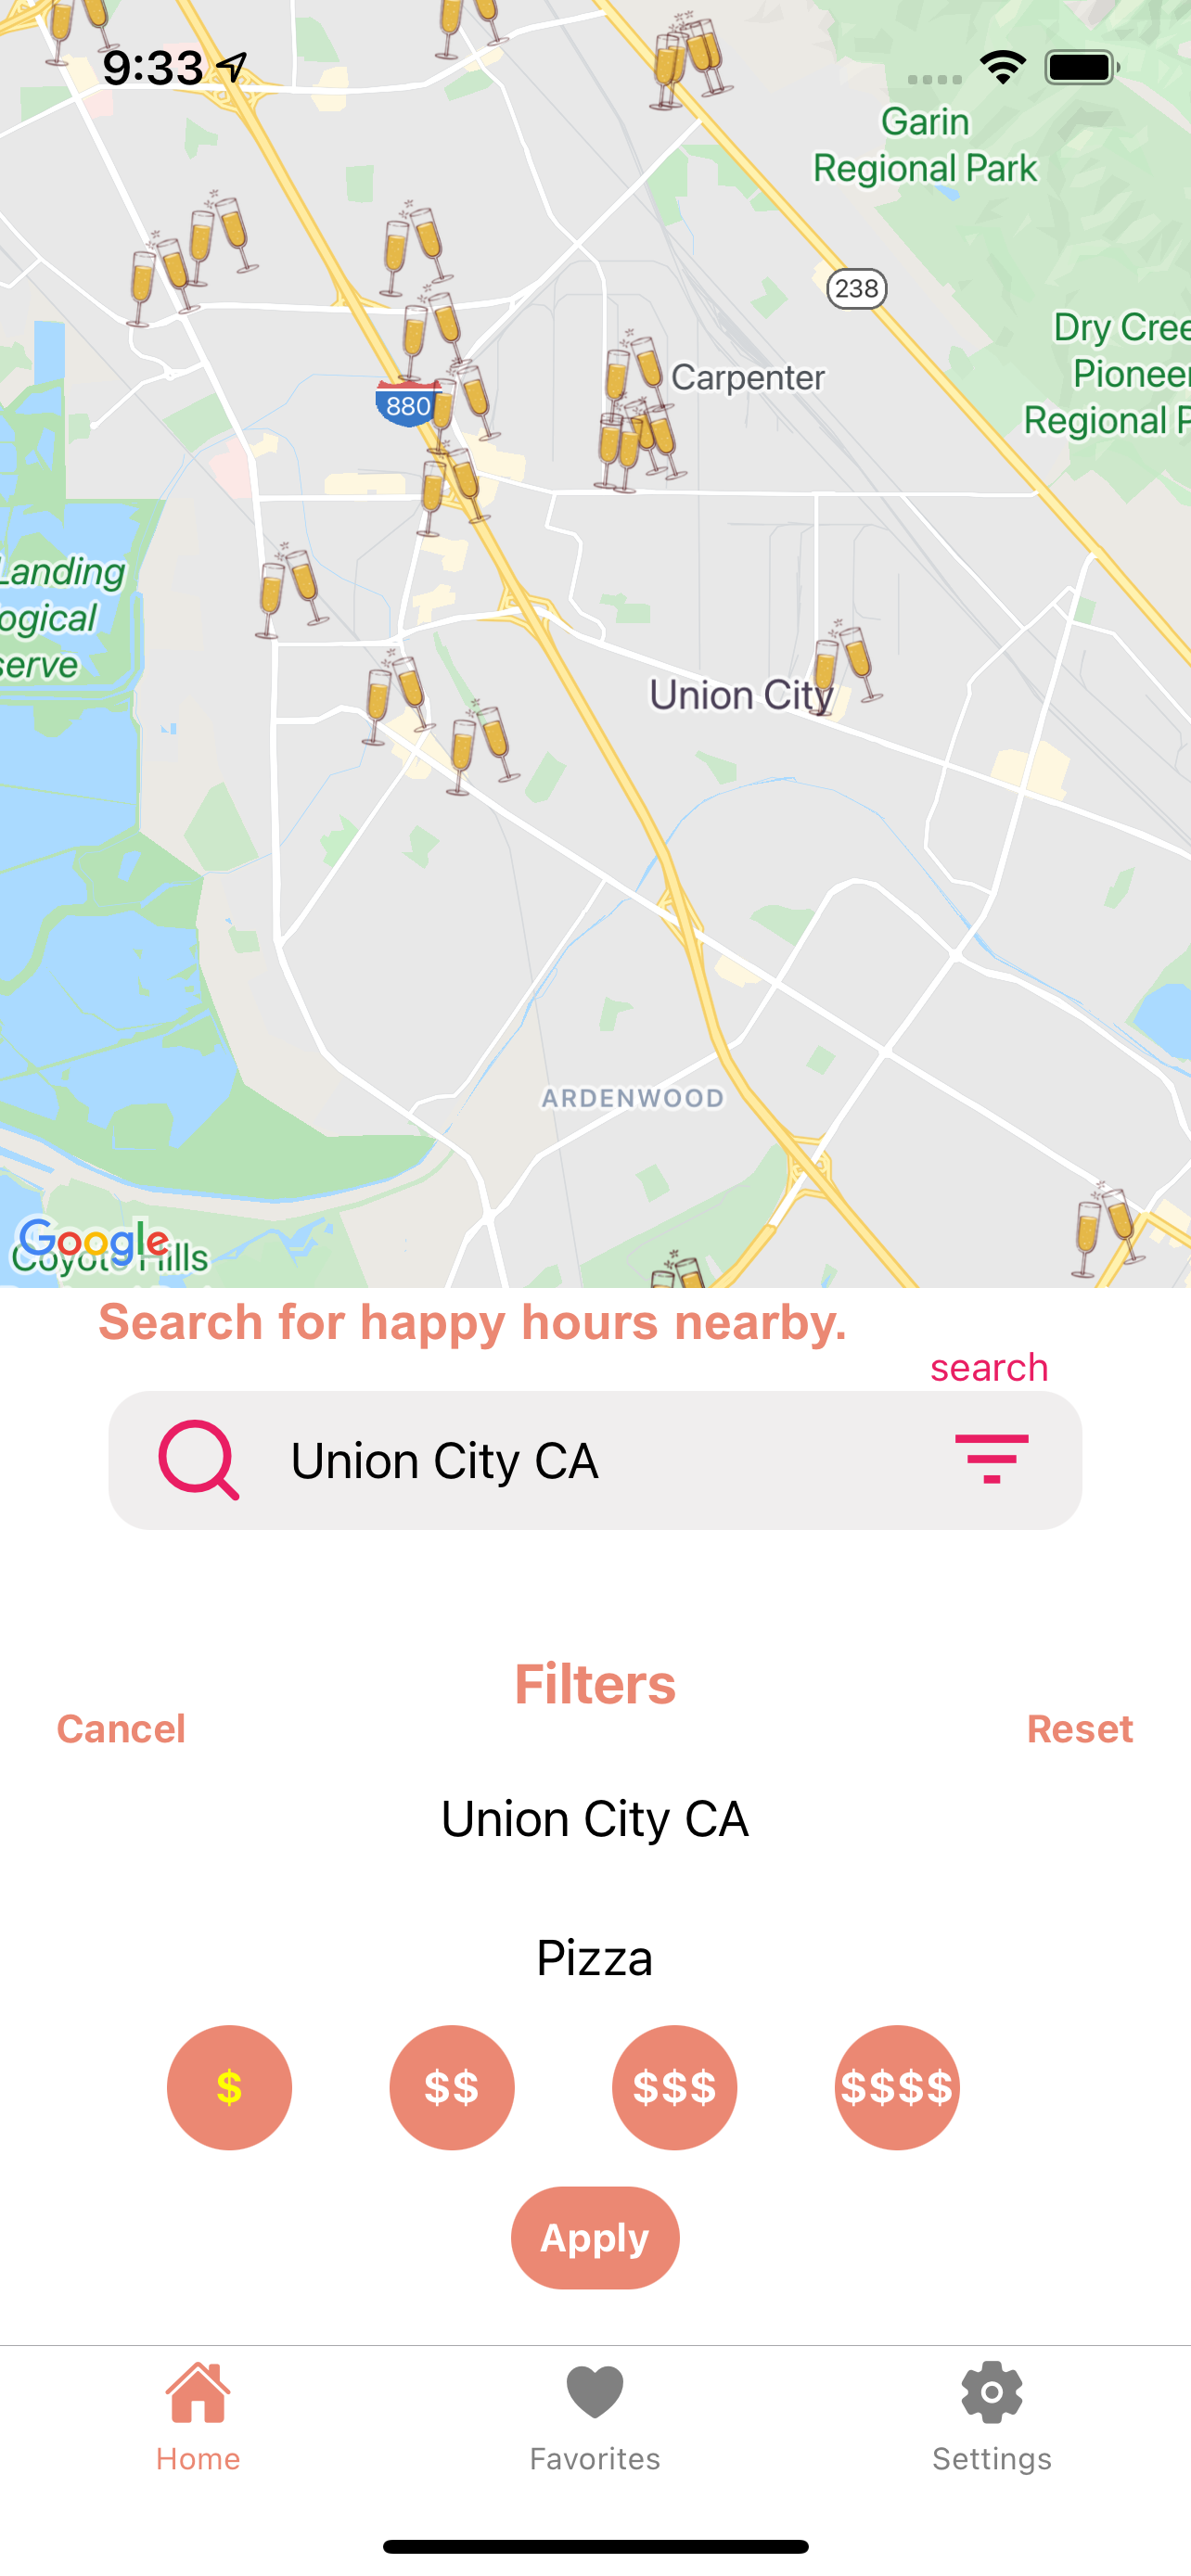 9:33
Garin
Regional Park
238
Dry Cree
Pioneer
Regional P
Carpenter
880
Landing
ogical
serve
Union City
ARDENWOOD
Google
Coyote Hills
Search for happy hours nearby.
search
Union City CA
Filters
Cancel
Reset
Union City CA
Pizza
$
$$
$$$
$$$$
Apply
Home
Favorites
Settings